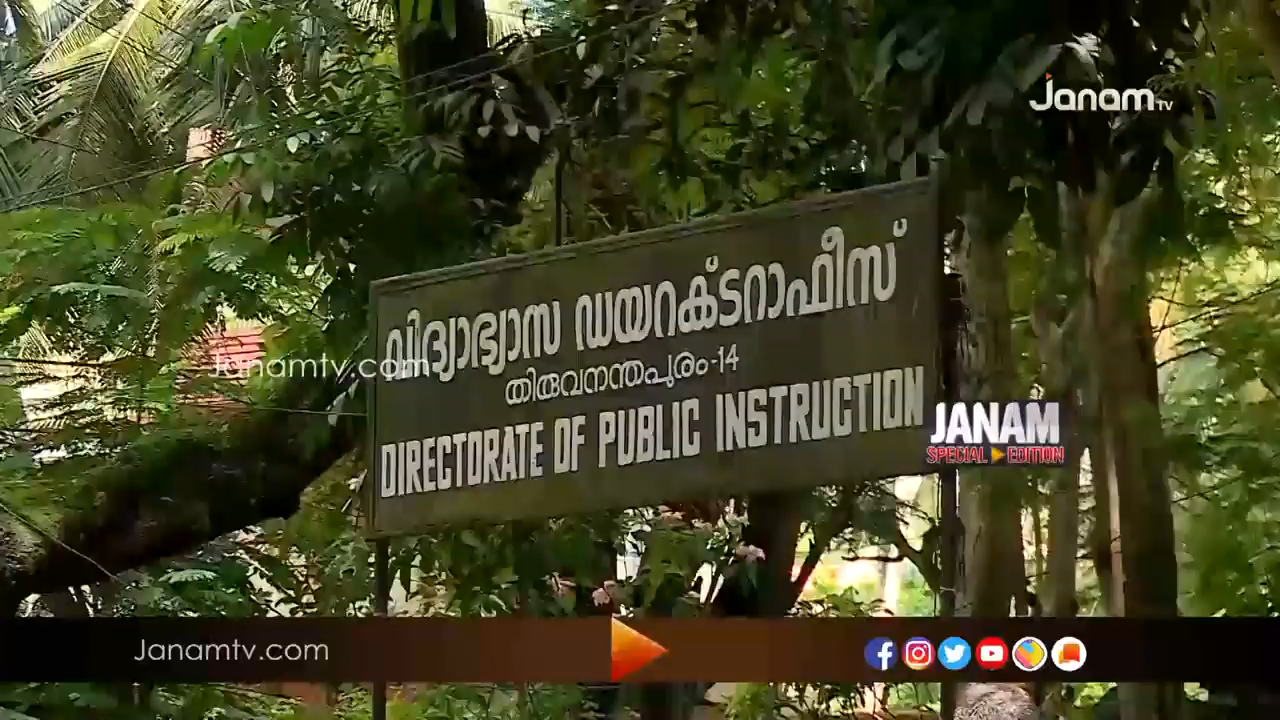 Janam TV
വിദ്യാഭ്യാസ ഡയറക്ടറാഫീസ്
Janamtv.com
തിരുവനന്തപുരം-14
DIRECTORATE OF PUBLIC INSTRUCTION
JANAM
SPECIAL EDITION
Janamtv.com